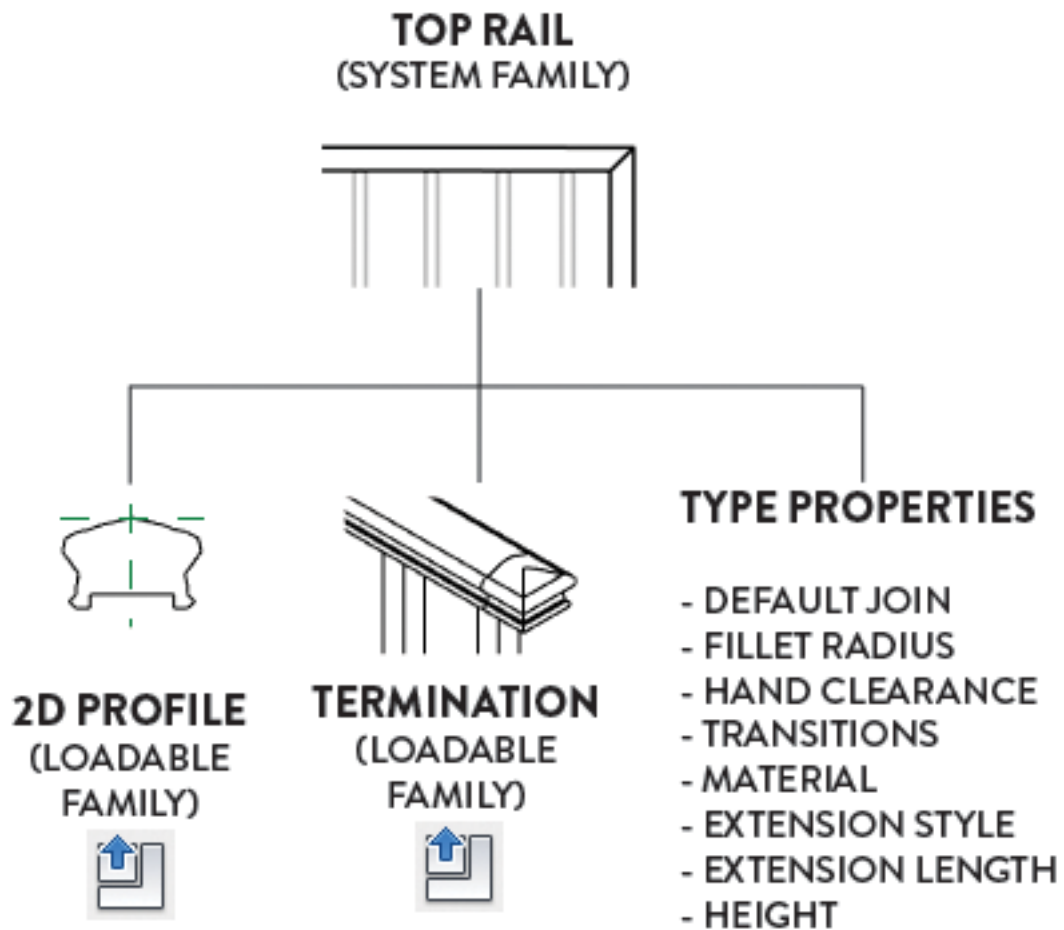 TOP RAIL
(SYSTEM FAMILY)
2D PROFILE
(LOADABLE
FAMILY)
TERMINATION
(LOADABLE
FAMILY)
TYPE PROPERTIES
- DEFAULT JOIN
- FILLET RADIUS
- HAND CLEARANCE
- TRANSITIONS
- MATERIAL
- EXTENSION STYLE
- EXTENSION LENGTH
- HEIGHT